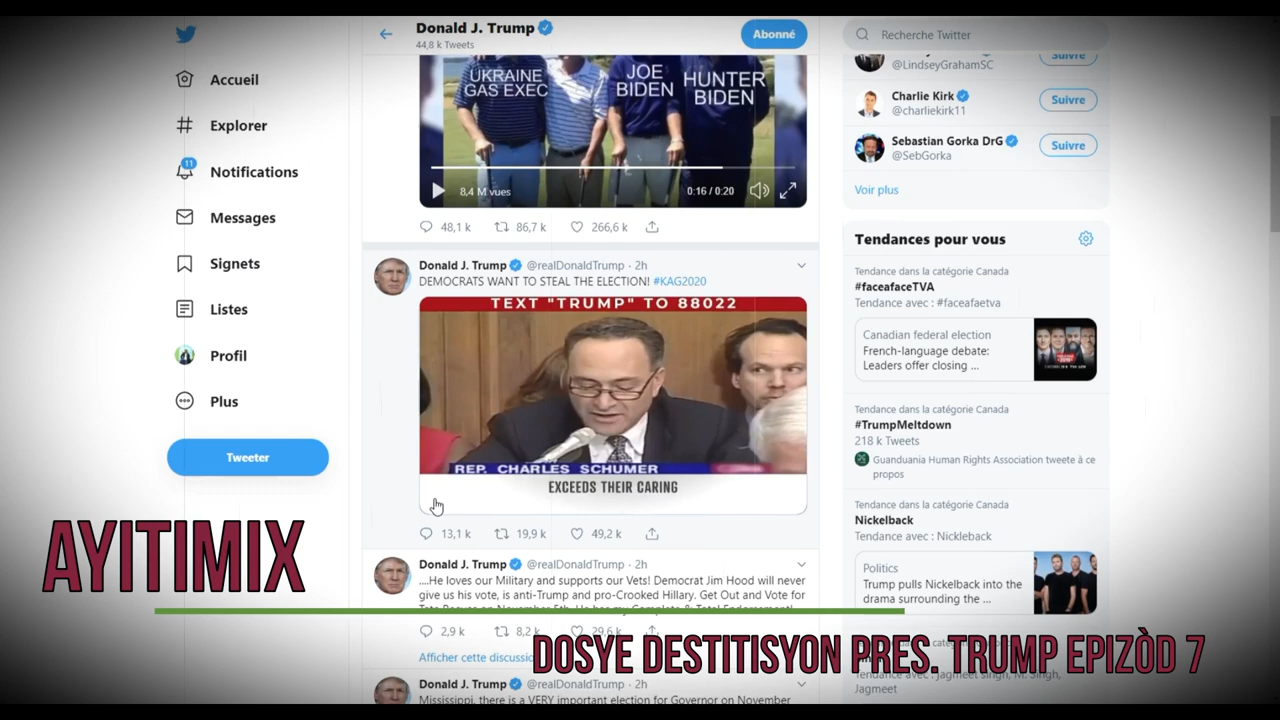 Accueil
Explorer
11
Notifications
Messages
Signets
Listes
Profil
Plus
Tweeter
Donald J. Trump
44,8 k Tweets
Abonné
UKRAINE
GAS EXEC
JOE
BIDEN
HUNTER
BIDEN
8,4 M vues
0:16 / 0:20
48,1 k 86,7 k 266,6 k
Donald J. Trump @realDonaldTrump · 2h
DEMOCRATS WANT TO STEAL THE ELECTION! #KAG2020
TEXT "TRUMP" TO 88022
REP. CHARLES SCHUMER
EXCEEDS THEIR CARING
13,1 k 19,9 k 49,2 k
Donald J. Trump @realDonaldTrump · 2h
....He loves our Military and supports our Vets! Democrat Jim Hood will never
give us his vote, is anti-Trump and pro-Crooked Hillary. Get Out and Vote for
2,9 k 8,2 k 29,6 k
Afficher cette discussio
Donald J. Trump @realDonaldTrump · 2h
Mississippi, there is a VERY important election for Governor on November
Recherche Twitter
@LindseyGrahamSC
Suivre
Charlie Kirk
@charliekirk11
Suivre
Sebastian Gorka DrG
@SebGorka
Suivre
Voir plus
Tendances pour vous
Tendance dans la catégorie Canada
#faceafaceTVA
Tendance avec : #faceafaetva
Canadian federal election
French-language debate:
Leaders offer closing ...
Tendance dans la catégorie Canada
#TrumpMeltdown
218 k Tweets
Guanduania Human Rights Association tweete à ce
propos
Tendance dans la catégorie Canada
Nickelback
Tendance avec : Nickleback
Politics
Trump pulls Nickelback into the
drama surrounding the ...
Jagmeet
AYITIMIX
DOSYE DESTITISYON PRES. TRUMP EPIZÒD 7